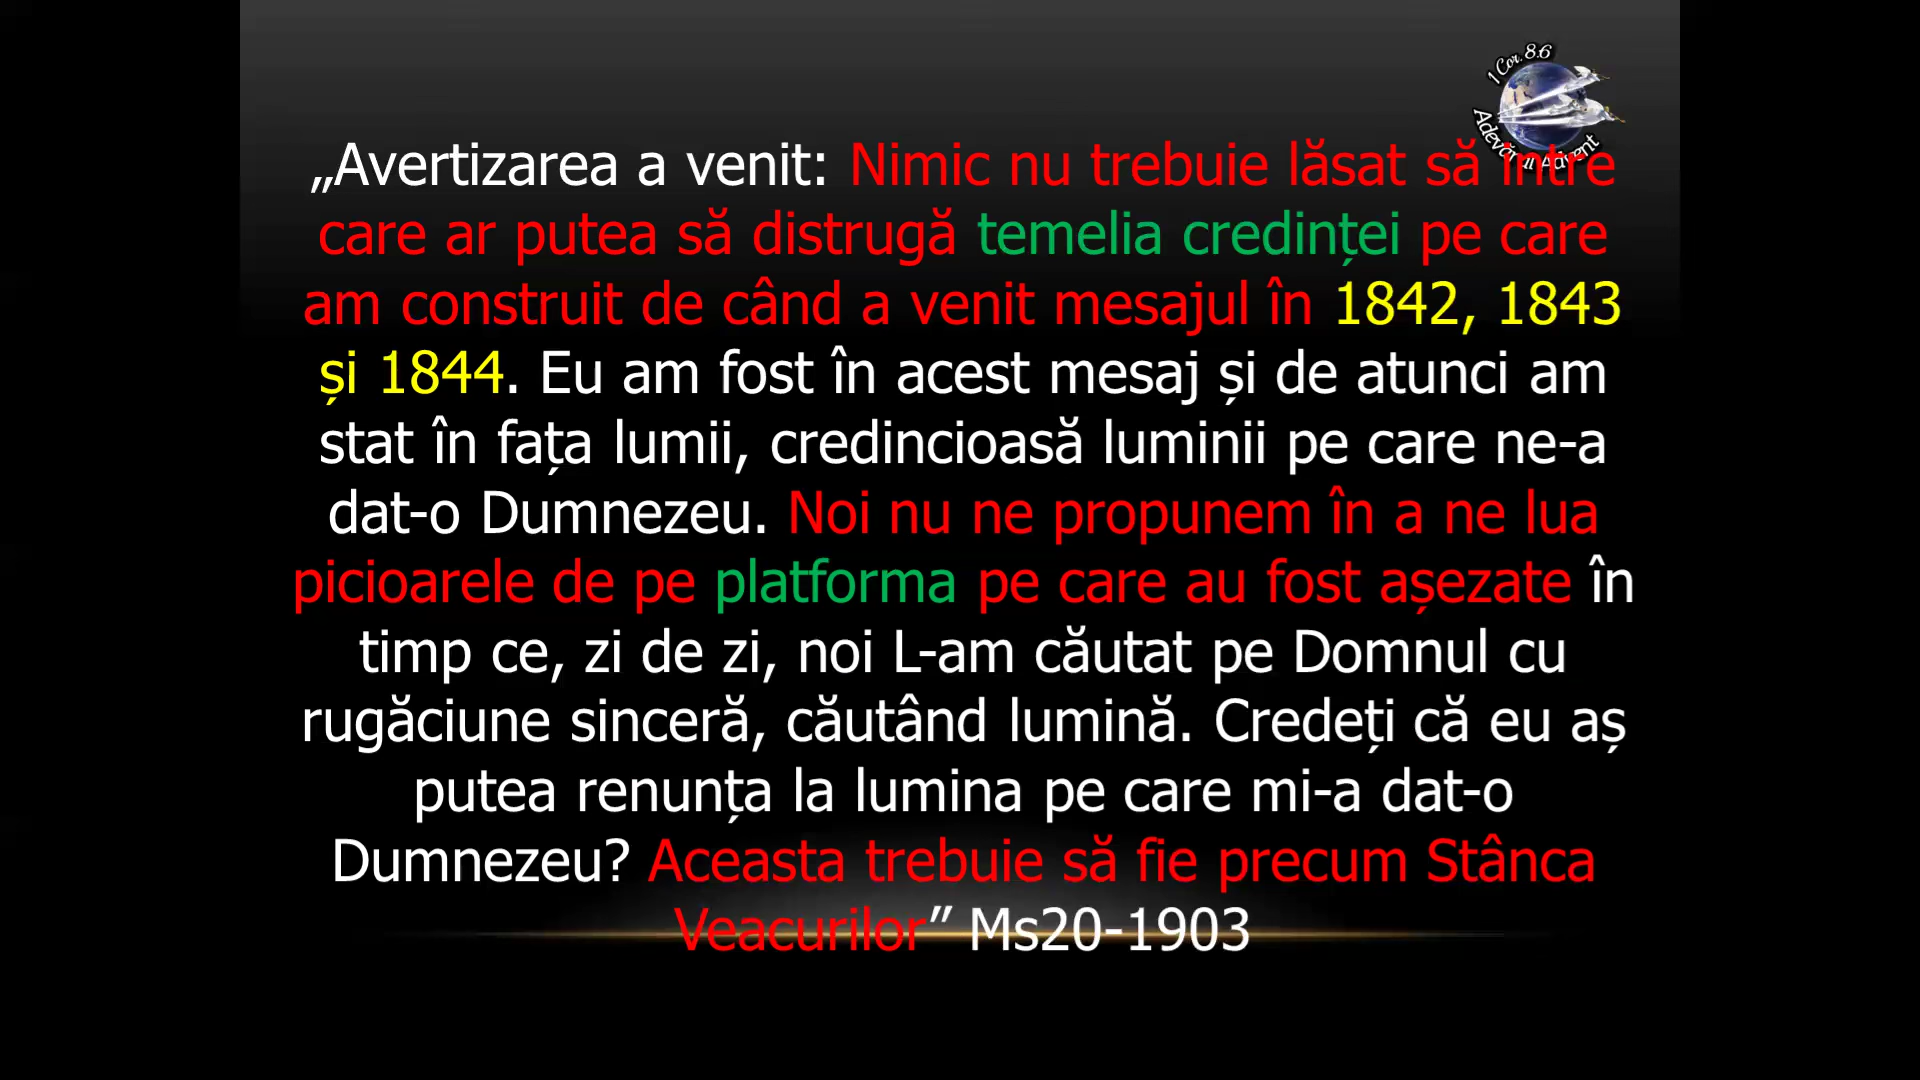 1 Cor. 8:6
Adevărul Advent
„Avertizarea a venit: Nimic nu trebuie lăsat să intre
care ar putea să distrugă temelia credinței pe care
am construit de când a venit mesajul în 1842, 1843
și 1844. Eu am fost în acest mesaj și de atunci am
stat în fața lumii, credincioasă luminii pe care ne-a
dat-o Dumnezeu. Noi nu ne propunem în a ne lua
picioarele de pe platforma pe care au fost așezate în
timp ce, zi de zi, noi L-am căutat pe Domnul cu
rugăciune sinceră, căutând lumină. Credeți că eu aș
putea renunța la lumina pe care mi-a dat-o
Dumnezeu? Aceasta trebuie să fie precum Stânca
Veacurilor” Ms20-1903